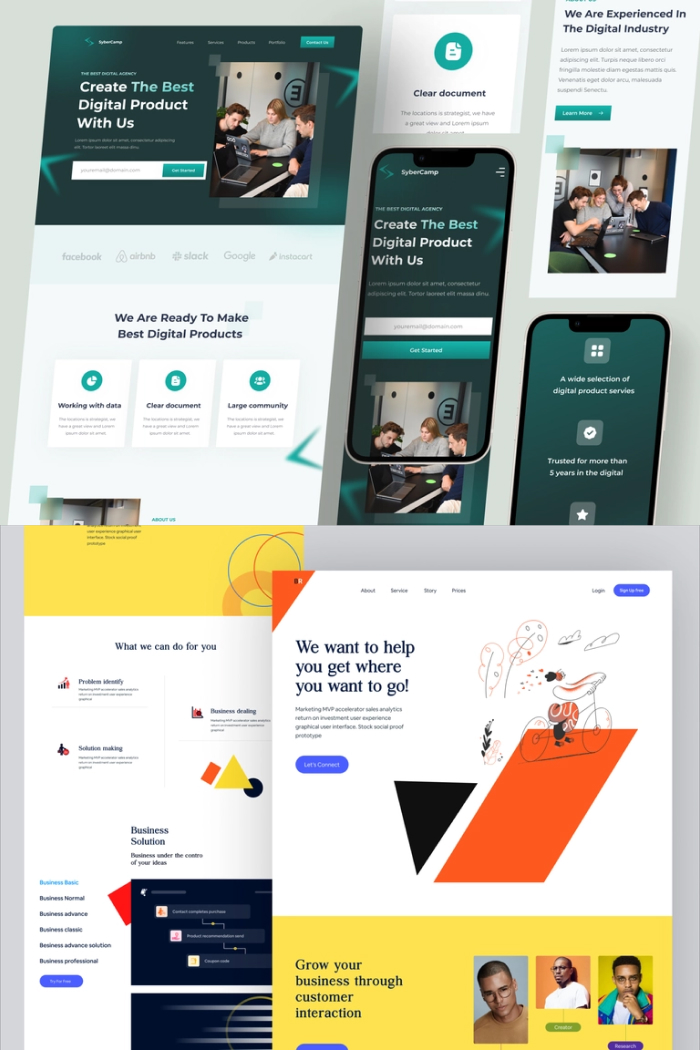 SyberCamp
Features
Services
Products
Portfolio
Contact Us
THE BEST DIGITAL AGENCY
Create The Best
Digital Product
With Us
Lorem ipsum dolor sit amet, consectetur adipiscing
elit. Tortor laoreet elit mauris diam.
youremail@domain.com
Get Started
facebook
airbnb
slack
Google
instacart
We Are Ready To Make
Best Digital Products
Working with data
The locations is strategist, we
have a great view and Lorem
ipsum dolor sit amet.
Clear document
The locations is strategist, we
have a great view and Lorem
ipsum dolor sit amet.
Large community
The locations is strategist, we
have a great view and Lorem
ipsum dolor sit amet.
ABOUT US
Clear document
The locations is strategist, we
have a great view and Lorem ipsum
We Are Experienced In
The Digital Industry
Lorem ipsum dolor sit amet, consectetur
adipiscing elit. Turpis neque libero orci
fringilla molestie diam egestas mattis quis.
Venenatis eget dolor arcu, malesuada
suspendi Senectu.
Learn More
SyberCamp
THE BEST DIGITAL AGENCY
Create The Best
Digital Product
With Us
Lorem ipsum dolor sit amet, consectetur
adipiscing elit. Tortor laoreet elit mauris diam.
youremail@domain.com
Get Started
A wide selection of
digital product servies
Trusted for more than
5 years in the digital
user experience graphical user
interface. Stock social proof
prototype
What we can do for you
Problem identify
Marketing MVP accelerator sales analytics
return on investment user experience
graphical
Business dealing
Marketing MVP accelerator sales analytics
return on investment user experience
graphical
Solution making
Marketing MVP accelerator sales analytics
return on investment user experience
graphical
Business
Solution
Business under the contro
of your ideas
Business Basic
Business Normal
Business advance
Business classic
Besiness advance solution
Business professional
Try For Free
Contact completes purchase
Product recommendation send
Coupon code
About
Service
Story
Prices
Login
Sign Up Free
We want to help
you get where
you want to go!
Marketing MVP accelerator sales analytics
return on investment user experience
graphical user interface. Stock social proof
prototype
Let's Connect
Grow your
business through
customer
interaction
Creator
Research